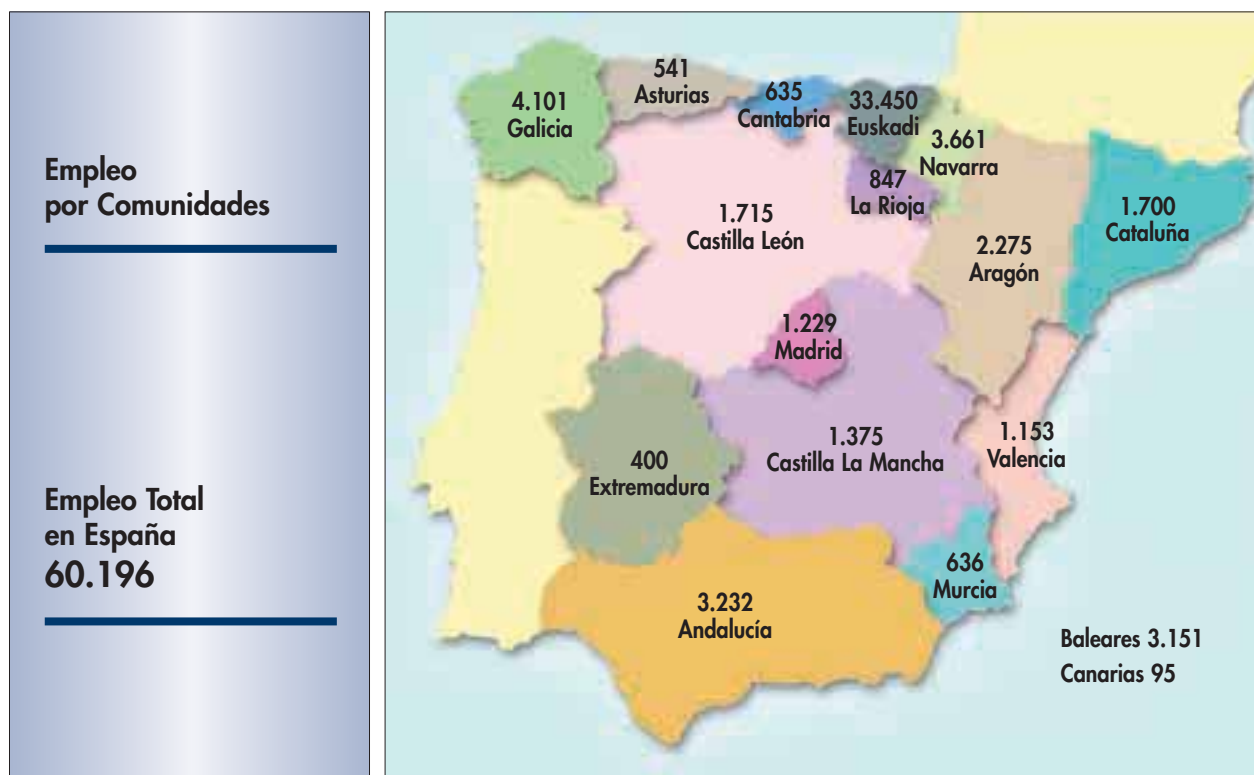 Empleo
por Comunidades
Empleo Total
en España
60.196
541
Asturias
635
Cantabria
33.450
Euskadi
4.101
Galicia
3.661
Navarra
847
La Rioja
1.715
Castilla León
1.700
Cataluña
2.275
Aragón
1.229
Madrid
1.375
Castilla La Mancha
1.153
Valencia
400
Extremadura
636
Murcia
3.232
Andalucía
Baleares 3.151
Canarias 95